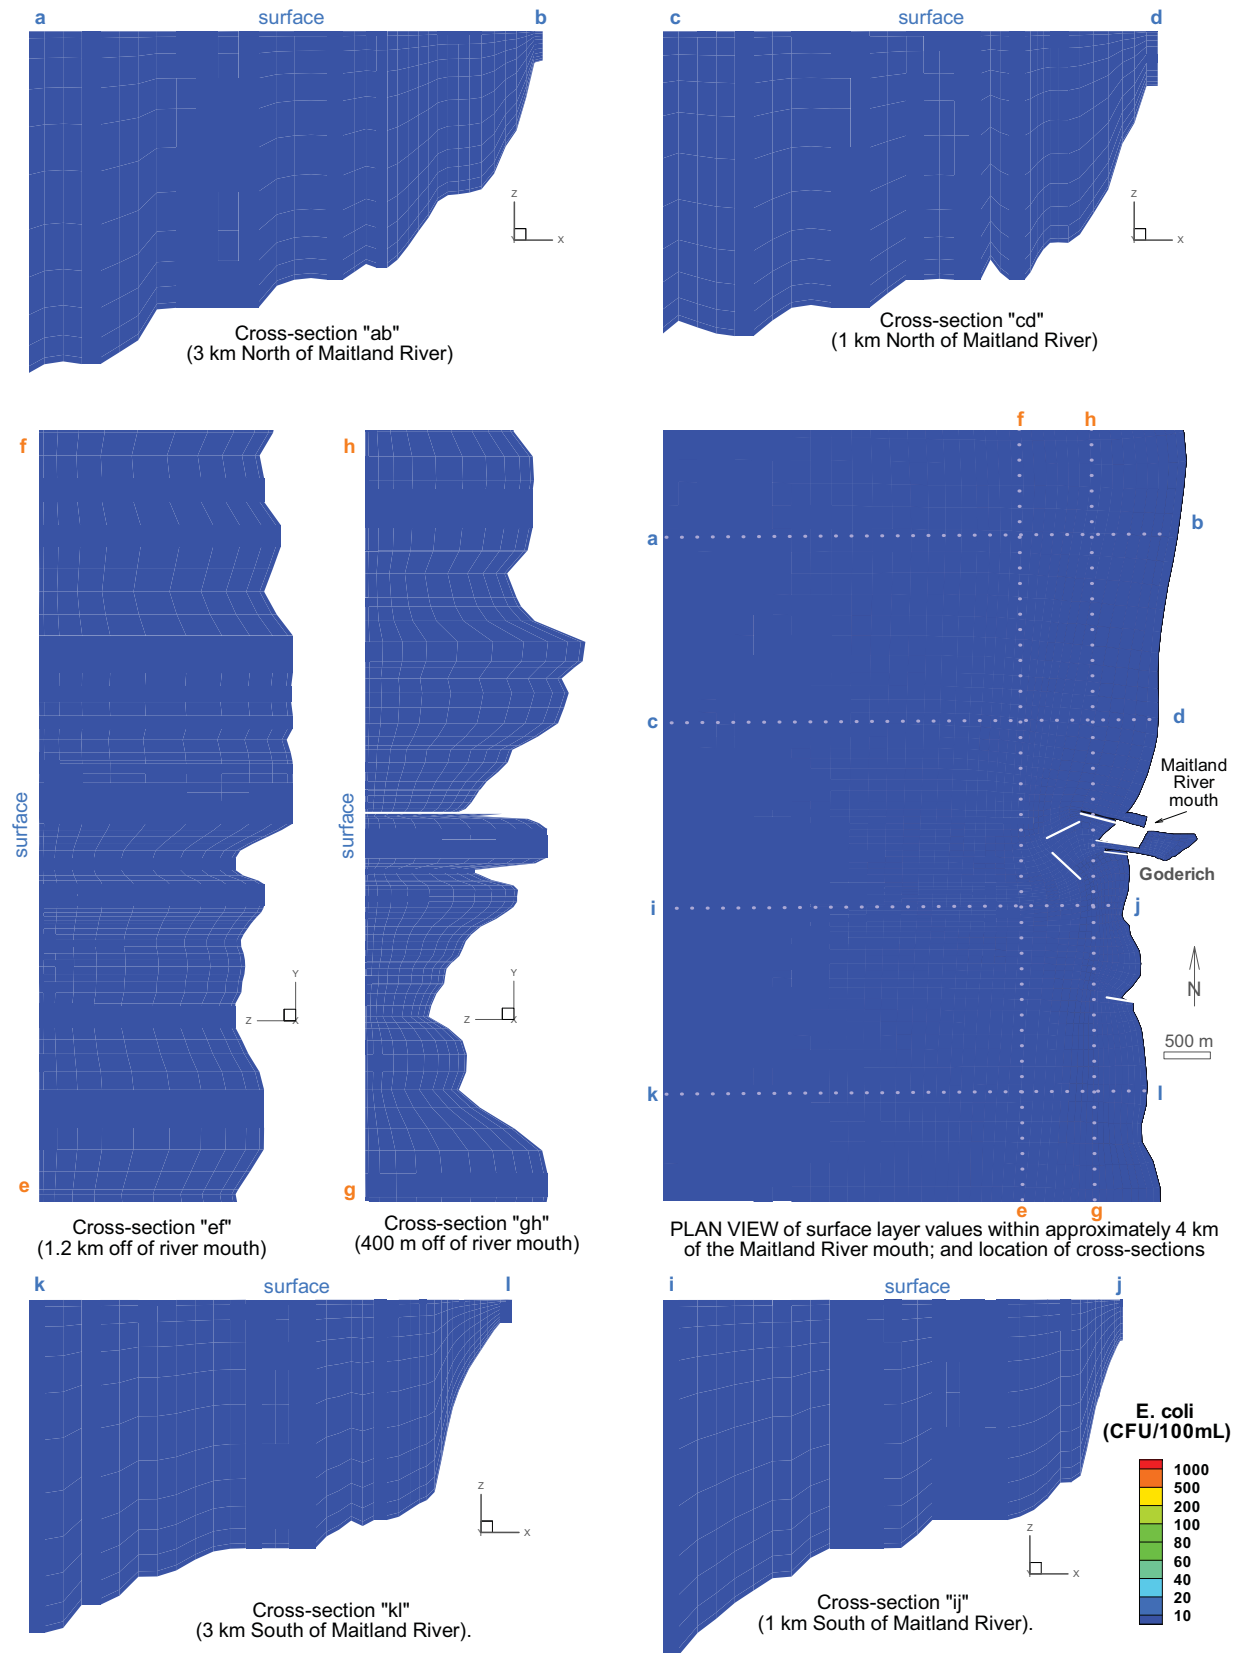 a surface b
c surface d
Z
X
Y
Z
X
Y
Cross-section "ab"
(3 km North of Maitland River)
Cross-section "cd"
(1 km North of Maitland River)
f
h
surface
surface
Y
Z
X
Y
Z
X
e
g
Cross-section "ef"
(1.2 km off of river mouth)
Cross-section "gh"
(400 m off of river mouth)
f h
b
a
c
d
Maitland
River
mouth
Goderich
i
j
N
500 m
k
l
e g
PLAN VIEW of surface layer values within approximately 4 km
of the Maitland River mouth; and location of cross-sections
k surface l
i surface j
Z
X
Y
Z
X
Y
Cross-section "kl"
(3 km South of Maitland River).
Cross-section "ij"
(1 km South of Maitland River).
E. coli
(CFU/100mL)
1000
500
200
100
80
60
40
20
10